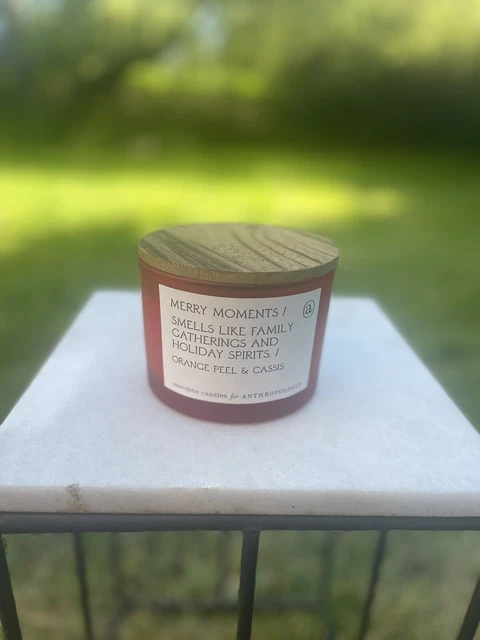 MERRY MOMENTS /
a
SMELLS LIKE FAMILY
GATHERINGS AND
HOLIDAY SPIRITS. /
ORANGE PEEL & CASSIS
anecdote candles for ANTHROPOLOGIE